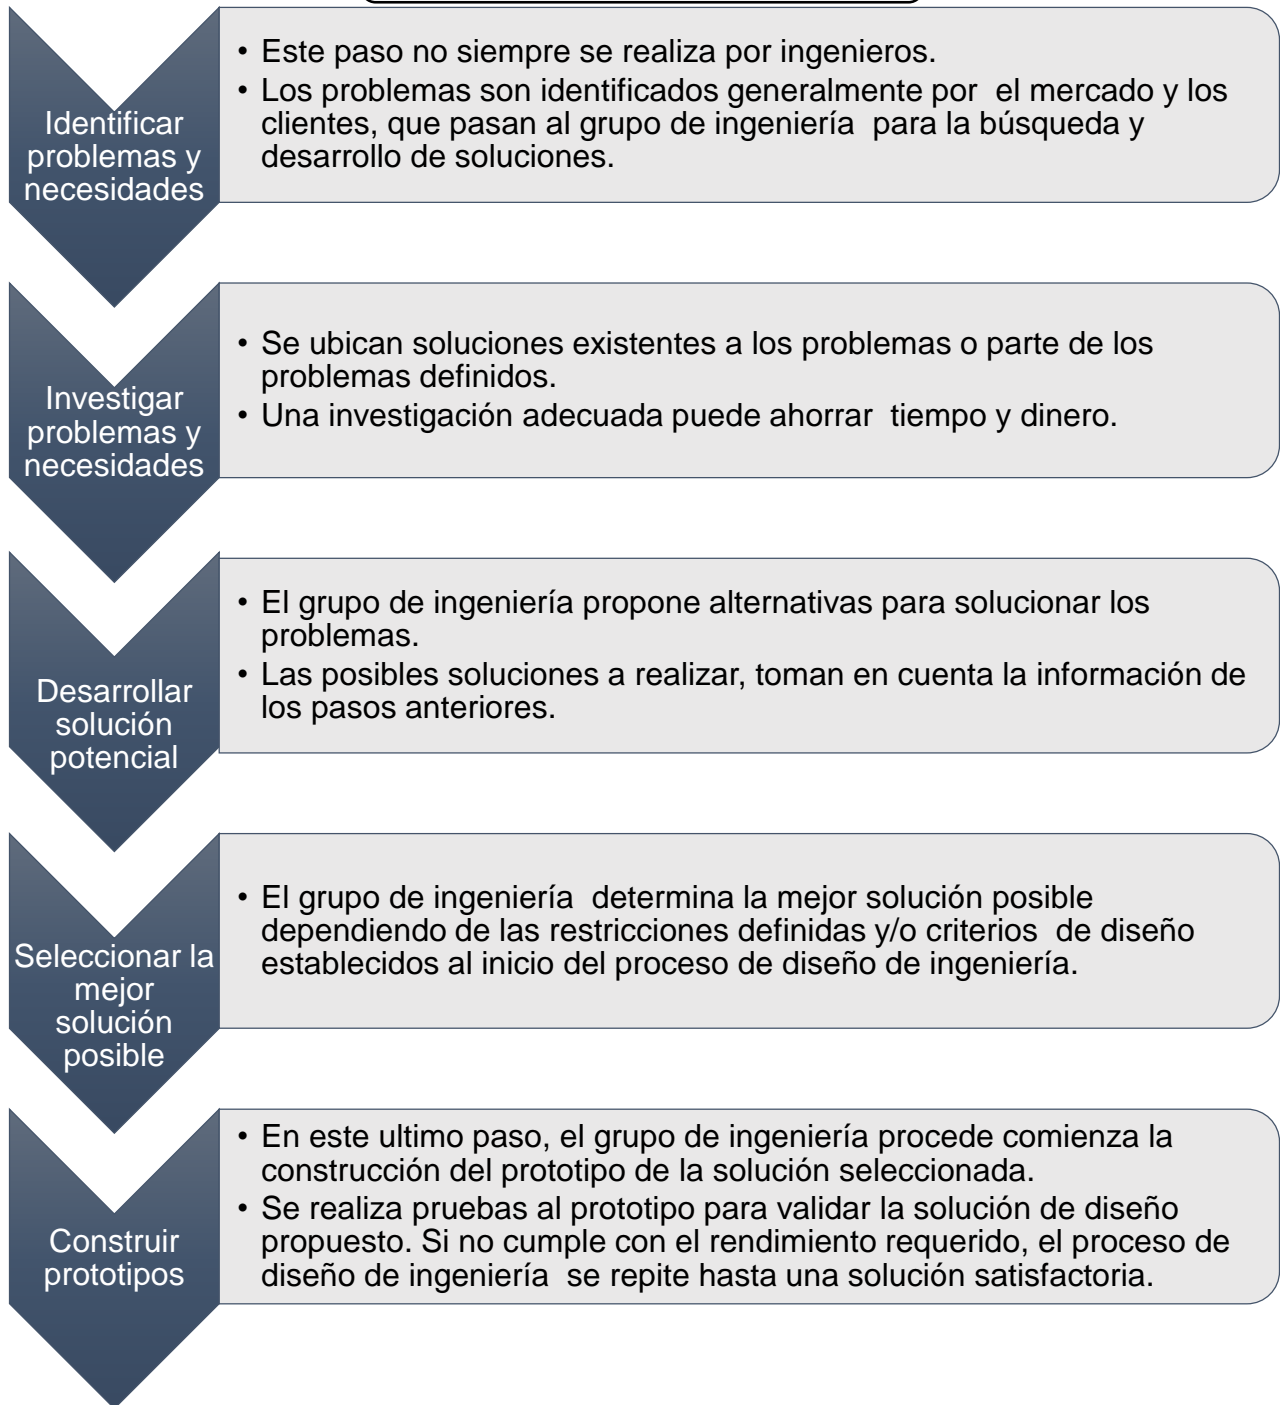 Identificar
problemas y
necesidades
• Este paso no siempre se realiza por ingenieros.
• Los problemas son identificados generalmente por  el mercado y los
clientes, que pasan al grupo de ingeniería  para la búsqueda y
desarrollo de soluciones.
Investigar
problemas y
necesidades
• Se ubican soluciones existentes a los problemas o parte de los
problemas definidos.
• Una investigación adecuada puede ahorrar  tiempo y dinero.
Desarrollar
solución
potencial
• El grupo de ingeniería propone alternativas para solucionar los
problemas.
• Las posibles soluciones a realizar, toman en cuenta la información de
los pasos anteriores.
Seleccionar la
mejor
solución
posible
• El grupo de ingeniería  determina la mejor solución posible
dependiendo de las restricciones definidas y/o criterios  de diseño
establecidos al inicio del proceso de diseño de ingeniería.
Construir
prototipos
• En este ultimo paso, el grupo de ingeniería procede comienza la
construcción del prototipo de la solución seleccionada.
• Se realiza pruebas al prototipo para validar la solución de diseño
propuesto. Si no cumple con el rendimiento requerido, el proceso de
diseño de ingeniería  se repite hasta una solución satisfactoria.